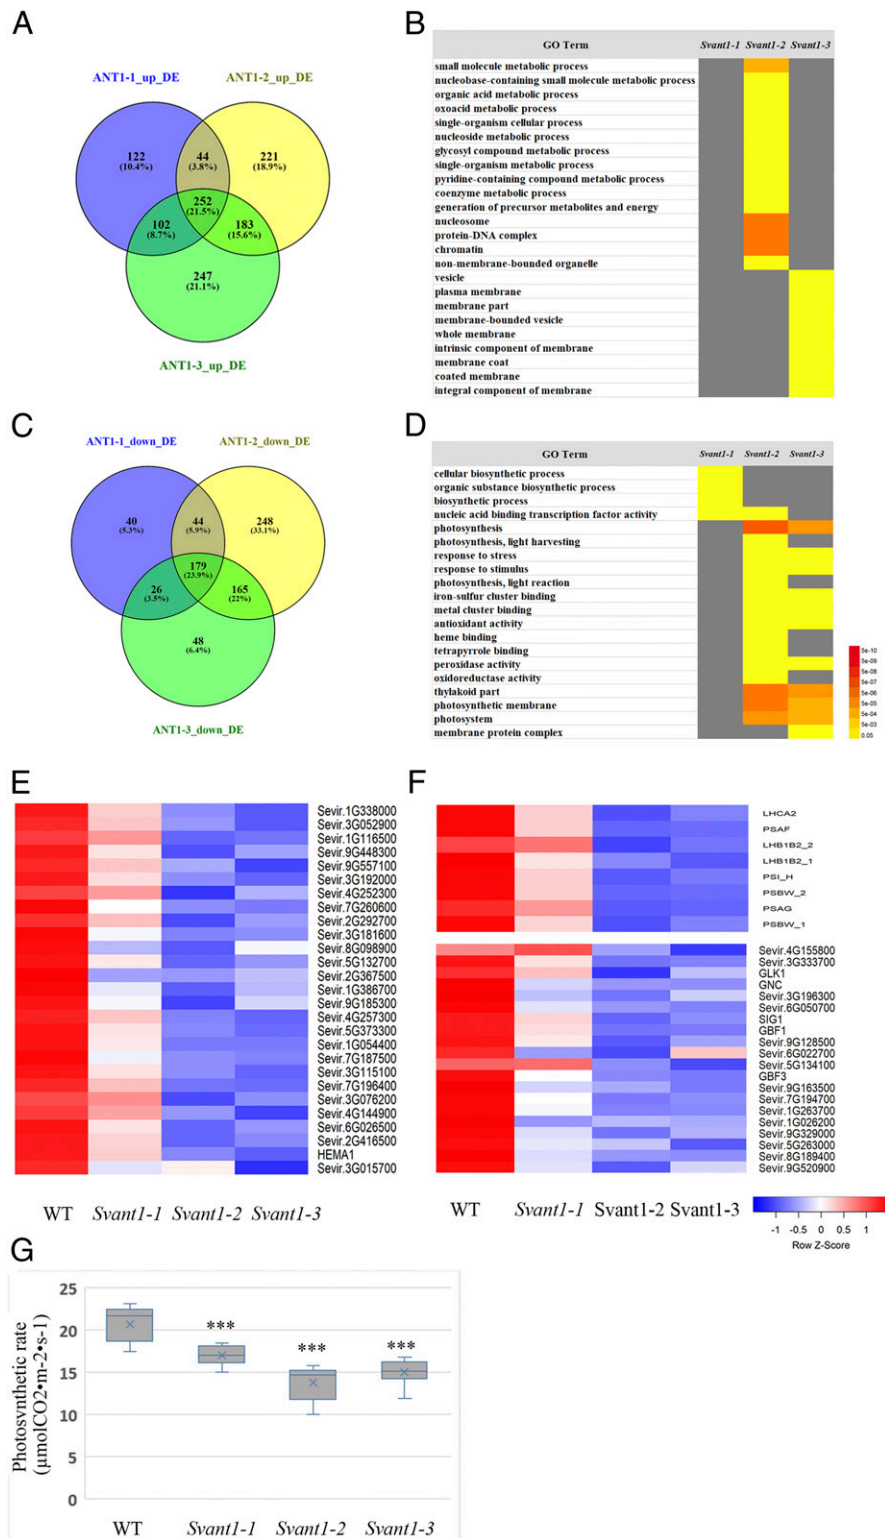 A
ANT1-1_up_DE
ANT1-2_up_DE
122
(10.4%)
44
(3.8%)
221
(18.9%)
252
(21.5%)
102
(8.7%)
183
(15.6%)
247
(21.1%)
ANT1-3_up_DE
B
GO Term Svant1-1 Svant1-2 Svant1-3
small molecule metabolic process
nucleobase-containing small molecule metabolic process
organic acid metabolic process
oxoacid metabolic process
single-organism cellular process
nucleoside metabolic process
glycosyl compound metabolic process
single-organism metabolic process
pyridine-containing compound metabolic process
coenzyme metabolic process
generation of precursor metabolites and energy
nucleosome
protein-DNA complex
chromatin
non-membrane-bounded organelle
vesicle
plasma membrane
membrane part
membrane-bounded vesicle
whole membrane
intrinsic component of membrane
membrane coat
coated membrane
integral component of membrane
C
ANT1-1_down_DE
ANT1-2_down_DE
40
(5.3%)
44
(5.9%)
248
(33.1%)
179
(23.9%)
26
(3.5%)
165
(22%)
48
(6.4%)
ANT1-3_down_DE
D
GO Term Svant1-1 Svant1-2 Svant1-3
cellular biosynthetic process
organic substance biosynthetic process
biosynthetic process
nucleic acid binding transcription factor activity
photosynthesis
photosynthesis, light harvesting
response to stress
response to stimulus
photosynthesis, light reaction
iron-sulfur cluster binding
metal cluster binding
antioxidant activity
heme binding
tetrapyrrole binding
peroxidase activity
oxidoreductase activity
thylakoid part
photosynthetic membrane
photosystem
membrane protein complex
5e-10
5e-09
5e-08
5e-07
5e-06
5e-05
5e-04
5e-03
0.05
E
Sevir.1G338000
Sevir.3G052900
Sevir.1G116500
Sevir.9G448300
Sevir.9G557100
Sevir.3G192000
Sevir.4G252300
Sevir.7G260600
Sevir.2G292700
Sevir.3G181600
Sevir.8G098900
Sevir.5G132700
Sevir.2G367500
Sevir.1G386700
Sevir.9G185300
Sevir.4G257300
Sevir.5G373300
Sevir.1G054400
Sevir.7G187500
Sevir.3G115100
Sevir.7G196400
Sevir.3G076200
Sevir.4G144900
Sevir.6G026500
Sevir.2G416500
HEMA1
Sevir.3G015700
WT Svant1-1 Svant1-2 Svant1-3
F
LHCA2
PSAF
LHB1B2_2
LHB1B2_1
PSI_H
PSBW_2
PSAG
PSBW_1
Sevir.4G155800
Sevir.3G333700
GLK1
GNC
Sevir.3G196300
Sevir.6G050700
SIG1
GBF1
Sevir.9G128500
Sevir.6G022700
Sevir.5G134100
GBF3
Sevir.9G163500
Sevir.7G194700
Sevir.1G263700
Sevir.1G026200
Sevir.9G329000
Sevir.5G263000
Sevir.8G189400
Sevir.9G520900
WT Svant1-1 Svant1-2 Svant1-3
-1 -0.5 0 0.5 1
Row Z-Score
G
Photosynthetic rate
(μmolCO2•m-2•s-1)
25
20
15
10
5
0
***
***
***
WT Svant1-1 Svant1-2 Svant1-3